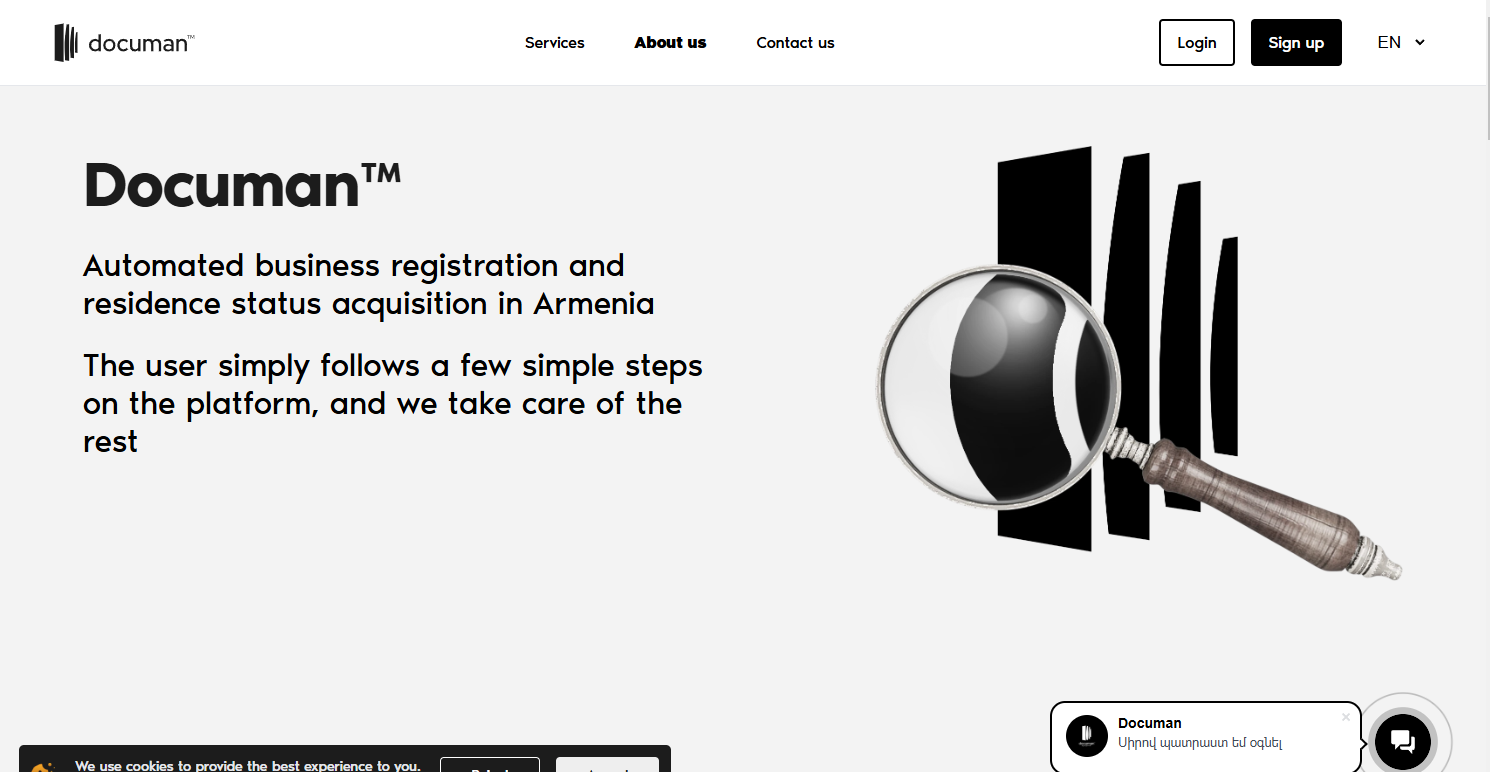 documan™
Services
About us
Contact us
Login
Sign up
EN
Documan™
Automated business registration and
residence status acquisition in Armenia
The user simply follows a few simple steps
on the platform, and we take care of the
rest
Documan
Սիրով պատրաստ եմ օգնել
We use cookies to provide the best experience to you.